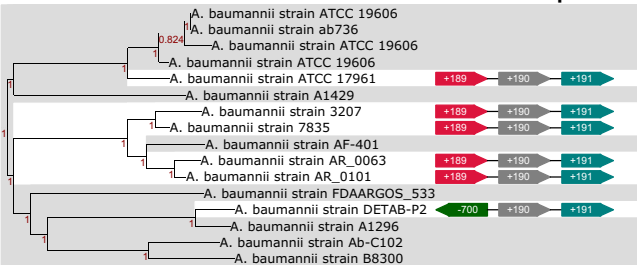 A. baumannii strain ATCC 19606
A. baumannii strain ab736
A. baumannii strain ATCC 19606
A. baumannii strain ATCC 19606
A. baumannii strain ATCC 17961 +189 +190 +191
A. baumannii strain A1429
A. baumannii strain 3207 +189 +190 +191
A. baumannii strain 7835 +189 +190 +191
A. baumannii strain AF-401
A. baumannii strain AR_0063 +189 +190 +191
A. baumannii strain AR_0101 +189 +190 +191
A. baumannii strain FDAARGOS_533
A. baumannii strain DETAB-P2 -700 +190 +191
A. baumannii strain A1296
A. baumannii strain Ab-C102
A. baumannii strain B8300
1
0.824
1
1
1
1
1
1
1
1
1
1
1
1
1